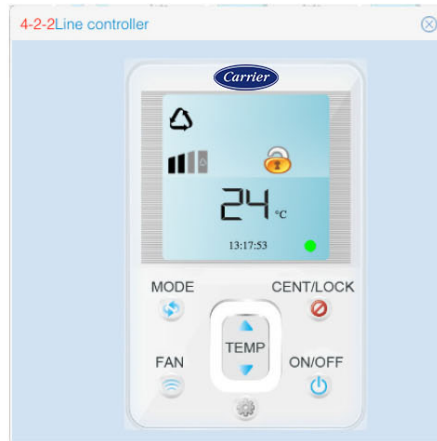 4-2-2Line controller
Carrier
24 °C
13:17:53
MODE
CENT/LOCK
TEMP
FAN
ON/OFF